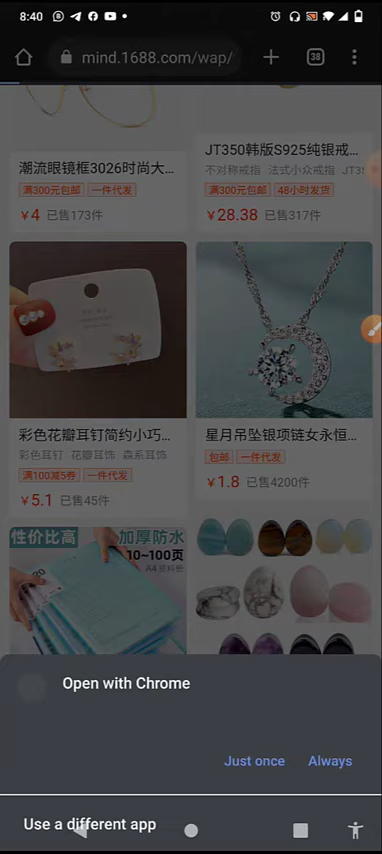 8:40
mind.1688.com/wap/
38
潮流眼镜框3026时尚大...
满300元包邮 一件代发
￥4 已售173件
JT350韩版S925纯银戒...
不对称戒指 法式小众戒指 JT3
满300元包邮 48小时发货
￥28.38 已售317件
彩色花瓣耳钉简约小巧...
彩色耳钉 花瓣耳饰 森系耳饰
满100减5券 一件代发
￥5.1 已售45件
星月吊坠银项链女永恒...
包邮 一件代发
￥1.8 已售4200件
性价比高
加厚防水
10~100页
A4资料册
Open with Chrome
Just once Always
Use a different app